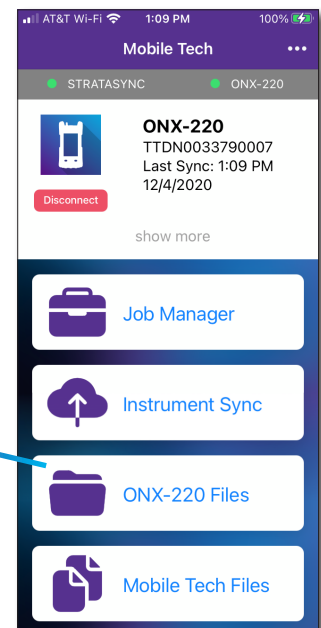 AT&T Wi-Fi 1:09 PM 100%
Mobile Tech
STRATASYNC ONX-220
ONX-220
TTDN0033790007
Last Sync: 1:09 PM
12/4/2020
Disconnect
show more
Job Manager
Instrument Sync
ONX-220 Files
Mobile Tech Files